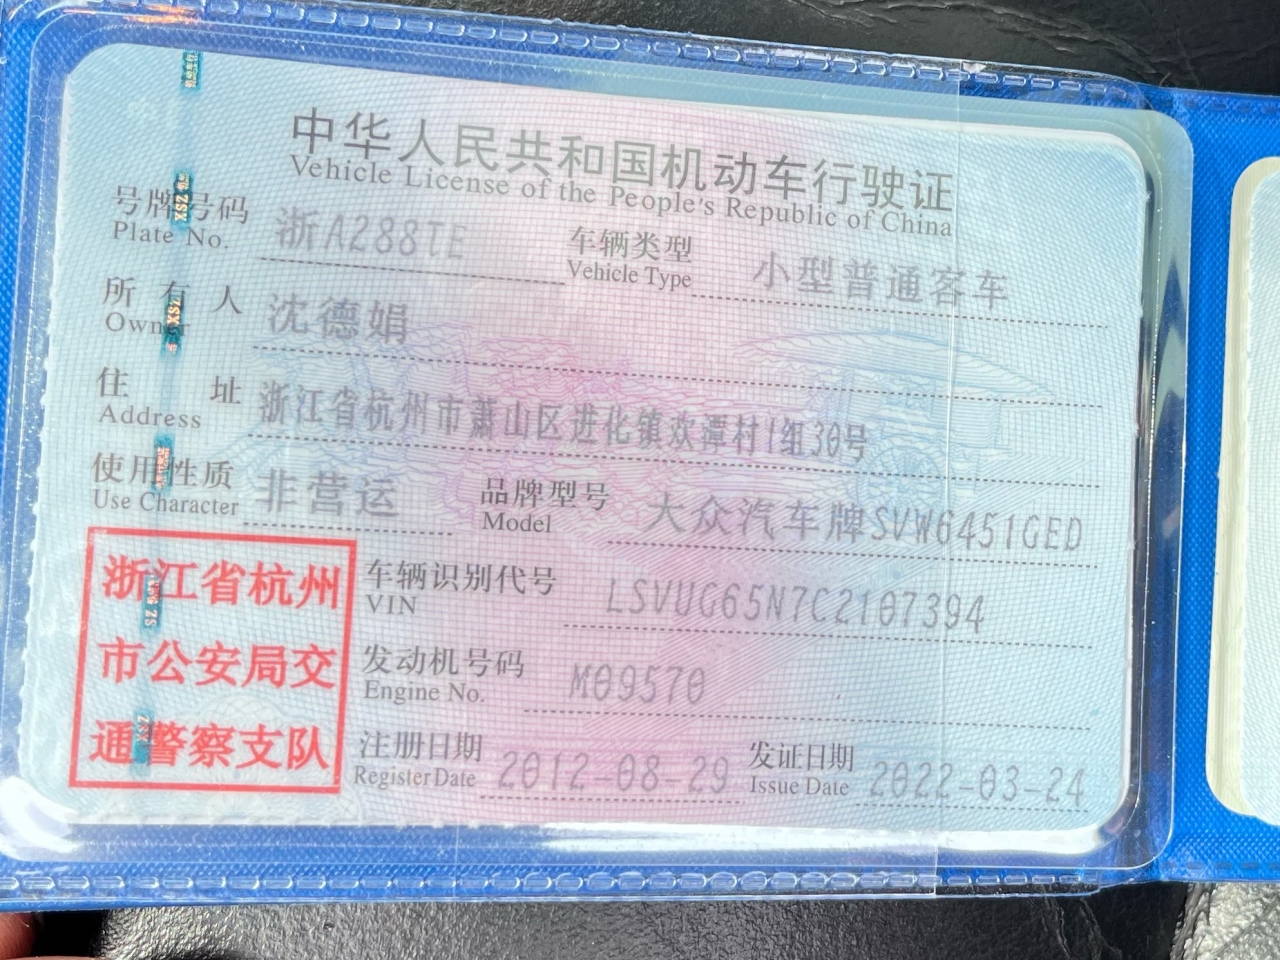 中华人民共和国机动车行驶证
Vehicle License of the People's Republic of China
号牌号码 浙A288TE 车辆类型 小型普通客车
Plate No. Vehicle Type
所有人 沈德娟
Owner
住址 浙江省杭州市萧山区进化镇欢潭村1组30号
Address
使用性质 非营运 品牌型号 大众汽车牌SVW6451GED
Use Character Model
浙江省杭州
市公安局交
通警察支队
车辆识别代号 LSVUG65N7C2107394
VIN
发动机号码 M09570
Engine No.
注册日期 2012-08-29 发证日期 2022-03-24
Register Date Issue Date